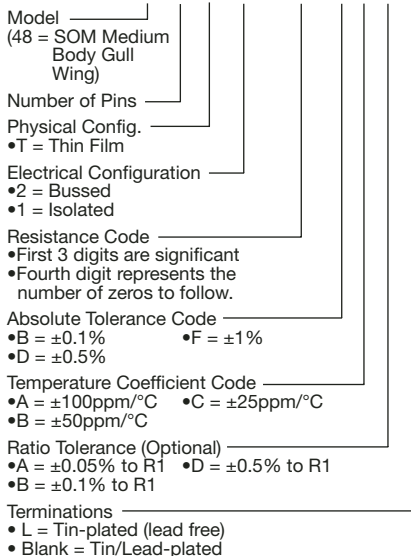 Model
(48 = SOM Medium
Body Gull
Wing)
Number of Pins
Physical Config.
•T = Thin Film
Electrical Configuration
•2 = Bussed
•1 = Isolated
Resistance Code
•First 3 digits are significant
•Fourth digit represents the
number of zeros to follow.
Absolute Tolerance Code
•B = ±0.1% •F = ±1%
•D = ±0.5%
Temperature Coefficient Code
•A = ±100ppm/°C •C = ±25ppm/°C
•B = ±50ppm/°C
Ratio Tolerance (Optional)
•A = ±0.05% to R1 •D = ±0.5% to R1
•B = ±0.1% to R1
Terminations
• L = Tin-plated (lead free)
• Blank = Tin/Lead-plated